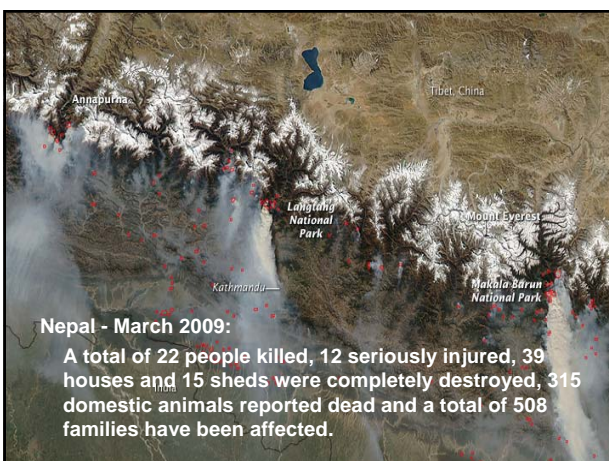 Annapurna
Tibet, China
Langtang
National
Park
Mount Everest
Kathmandu
Makalu Barun
National Park
Nepal - March 2009:
A total of 22 people killed, 12 seriously injured, 39
houses and 15 sheds were completely destroyed, 315
India
domestic animals reported dead and a total of 508
families have been affected.